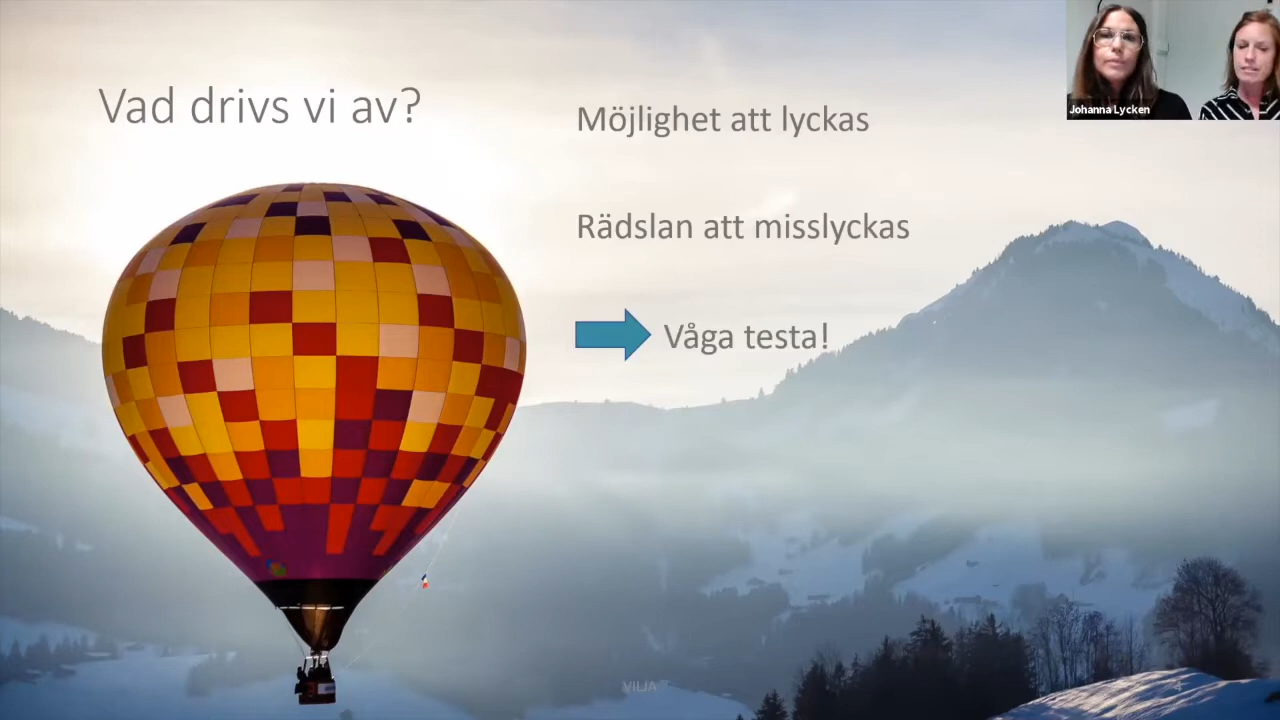 Vad drivs vi av?
Möjlighet att lyckas
Rädslan att misslyckas
Våga testa!
Johanna Lycken
VILJA